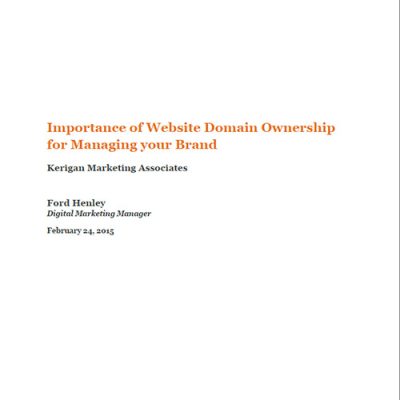 Importance of Website Domain Ownership
for Managing your Brand
Kerigan Marketing Associates
Ford Henley
Digital Marketing Manager
February 24, 2015